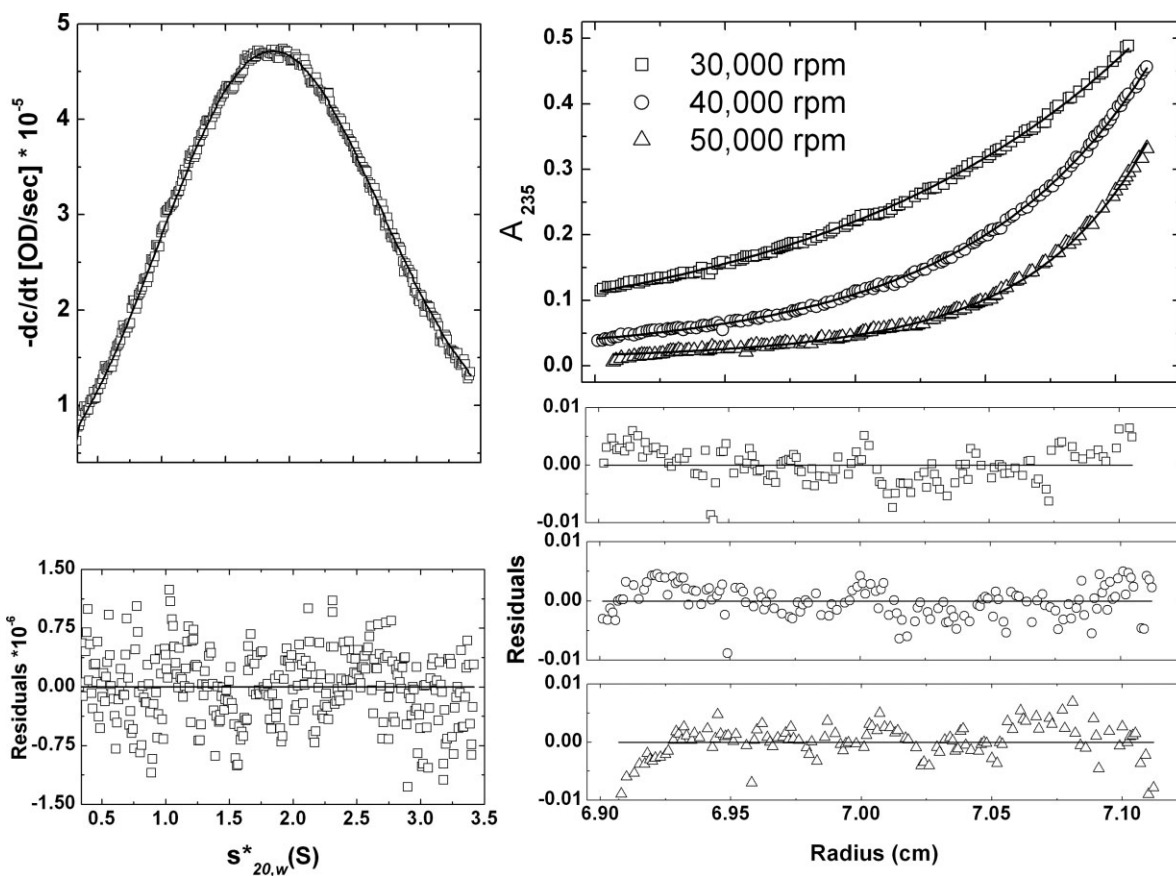 -dc/dt [OD/sec] * 10^-5
5
4
3
2
1
Residuals *10^-6
1.50
0.75
0.00
-0.75
-1.50
0.5 1.0 1.5 2.0 2.5 3.0 3.5
s*20,w(S)
A235
0.5
0.4
0.3
0.2
0.1
0.0
30,000 rpm
40,000 rpm
50,000 rpm
Residuals
0.01
0.00
-0.01
0.01
0.00
-0.01
0.01
0.00
-0.01
6.90 6.95 7.00 7.05 7.10
Radius (cm)